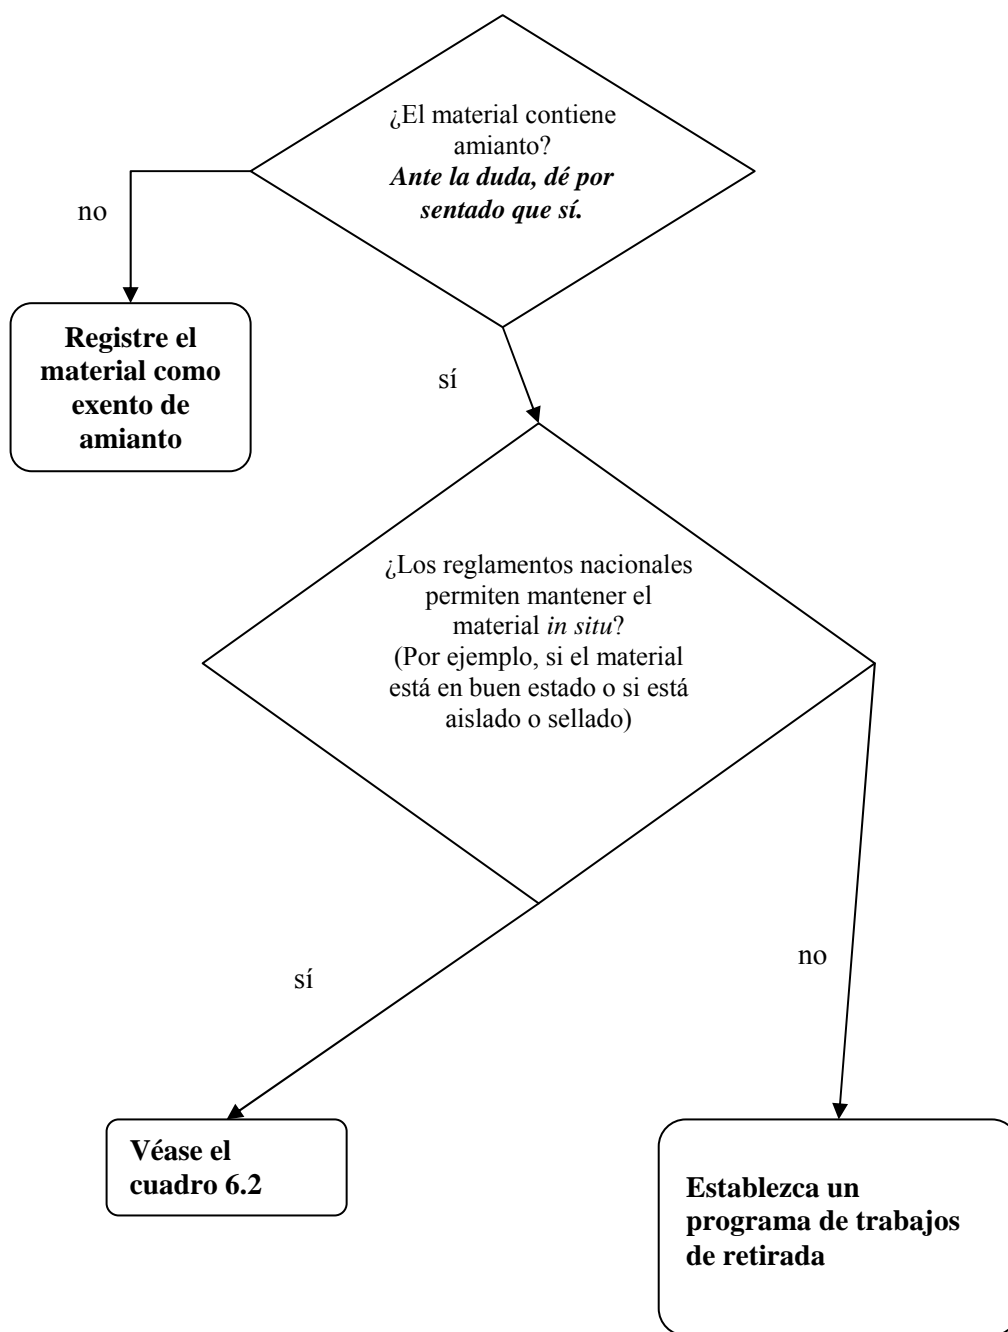 ¿El material contiene
amianto?
Ante la duda, dé por
sentado que sí.
no
Registre el
material como
exento de
amianto
sí
¿Los reglamentos nacionales
permiten mantener el
material in situ?
(Por ejemplo, si el material
está en buen estado o si está
aislado o sellado)
no
sí
Véase el
cuadro 6.2
Establezca un
programa de trabajos
de retirada